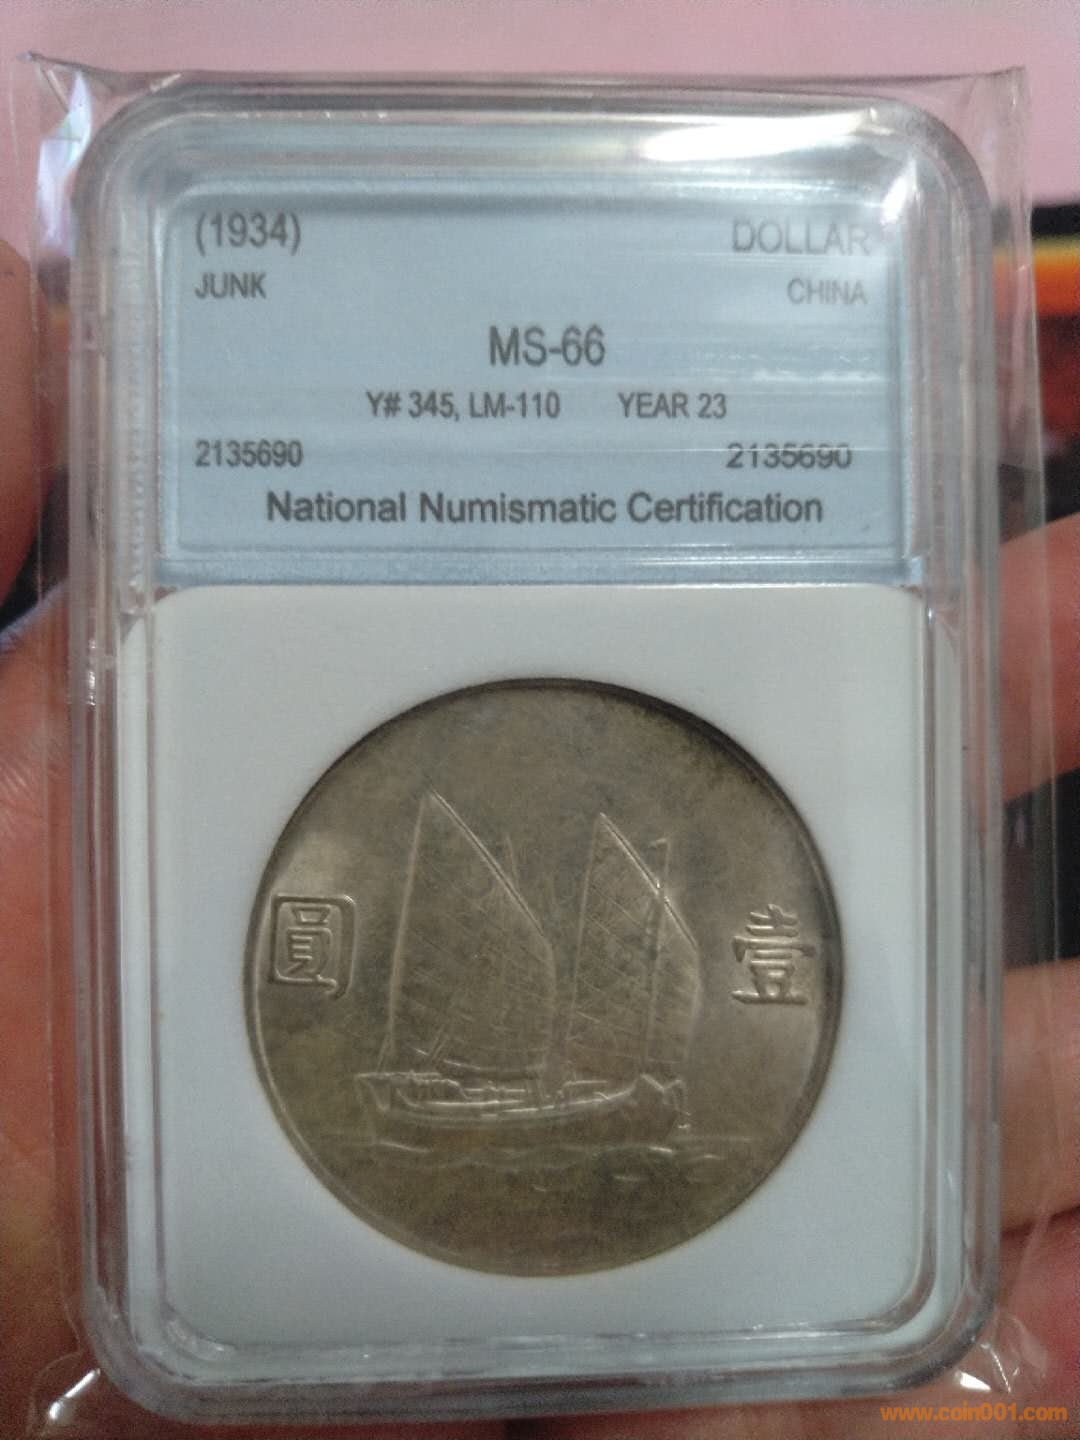 (1934) DOLLAR
JUNK CHINA
MS-66
Y# 345, LM-110 YEAR 23
2135690 2135690
National Numismatic Certification
圓 壹
www.coin001.com